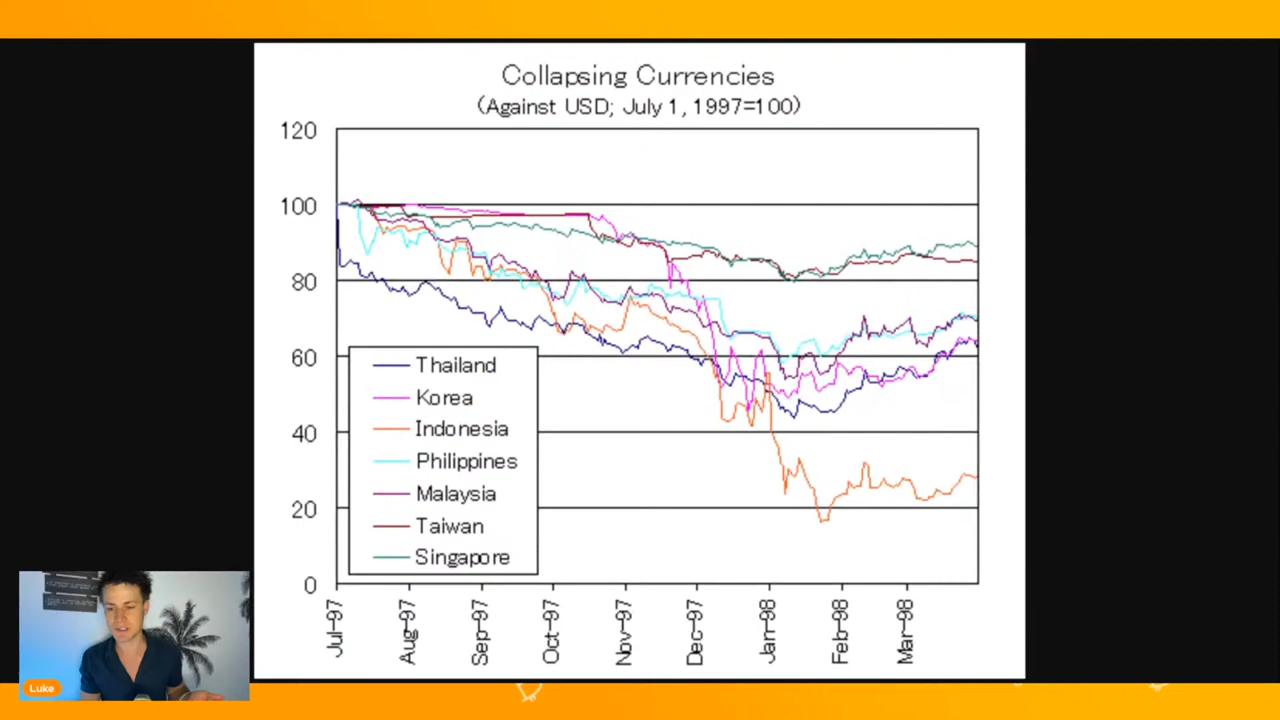 Collapsing Currencies
(Against USD; July 1, 1997=100)
120
100
80
60
40
20
0
Thailand
Korea
Indonesia
Philippines
Malaysia
Taiwan
Singapore
Jul-97
Aug-97
Sep-97
Oct-97
Nov-97
Dec-97
Jan-98
Feb-98
Mar-98
Luke